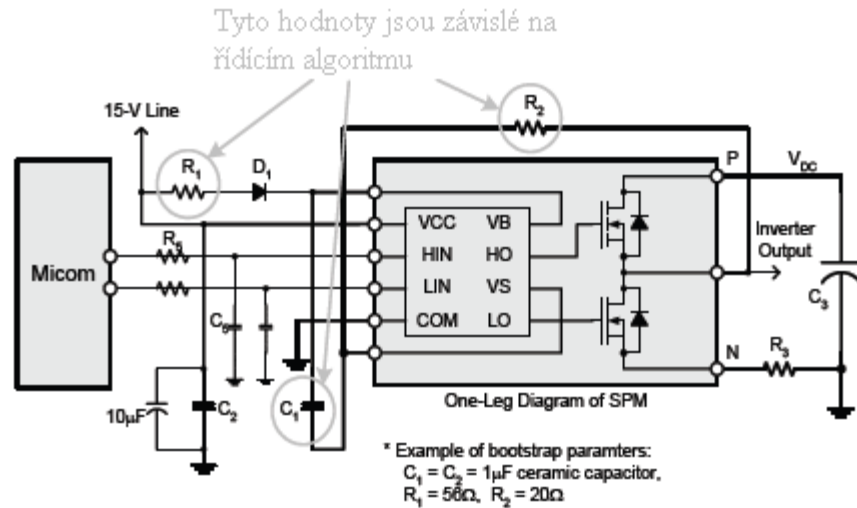 Tyto hodnoty jsou závislé na
řídícím algoritmu
R2
15-V Line
R1
D1
P
VDC
VCC
VB
Inverter
Output
R5
Micom
HIN
HO
LIN
VS
C3
C5
COM
LO
R3
N
10μF
C2
C1
One-Leg Diagram of SPM
* Example of bootstrap paramters:
C1 = C2 = 1μF ceramic capacitor,
R1 = 56Ω, R2 = 20Ω